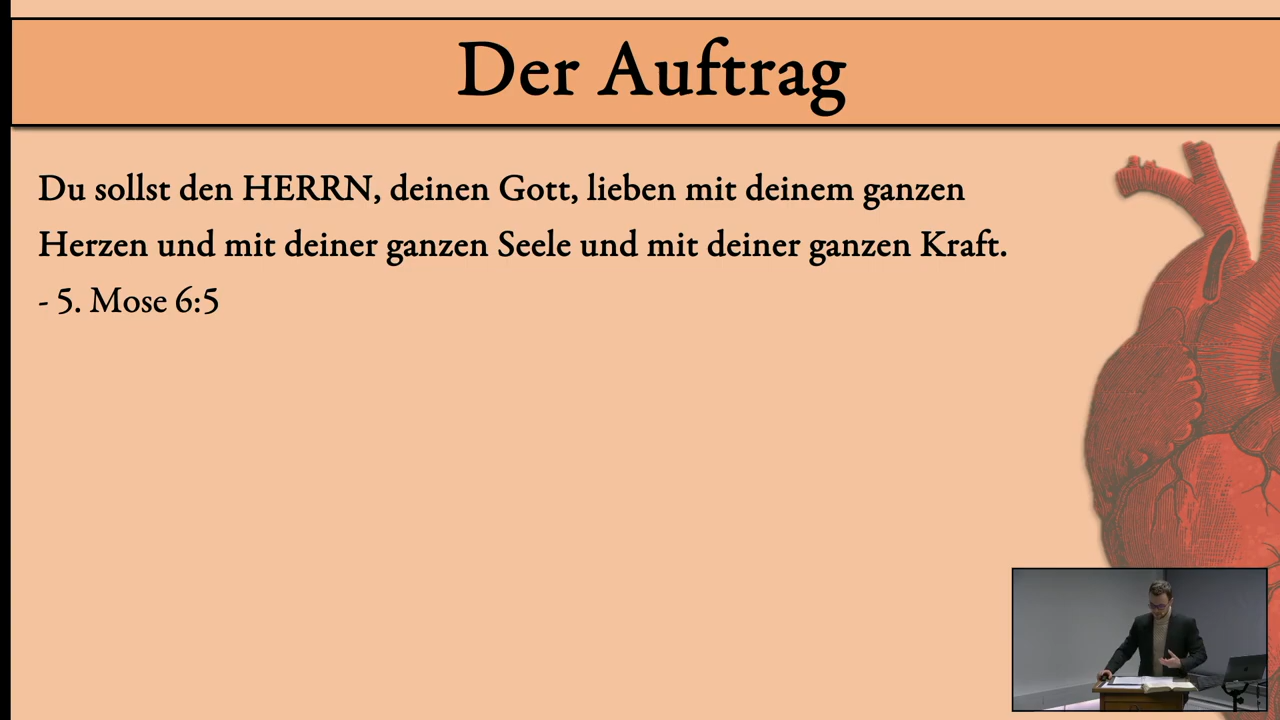 Der Auftrag
Du sollst den HERRN, deinen Gott, lieben mit deinem ganzen
Herzen und mit deiner ganzen Seele und mit deiner ganzen Kraft.
- 5. Mose 6:5